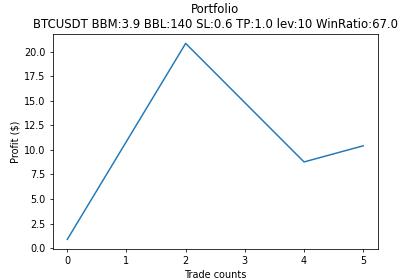 Portfolio
BTCUSDT BBM:3.9 BBL:140 SL:0.6 TP:1.0 lev:10 WinRatio:67.0
20.0
17.5
15.0
12.5
10.0
7.5
5.0
2.5
0.0
Profit ($)
0 1 2 3 4 5
Trade counts